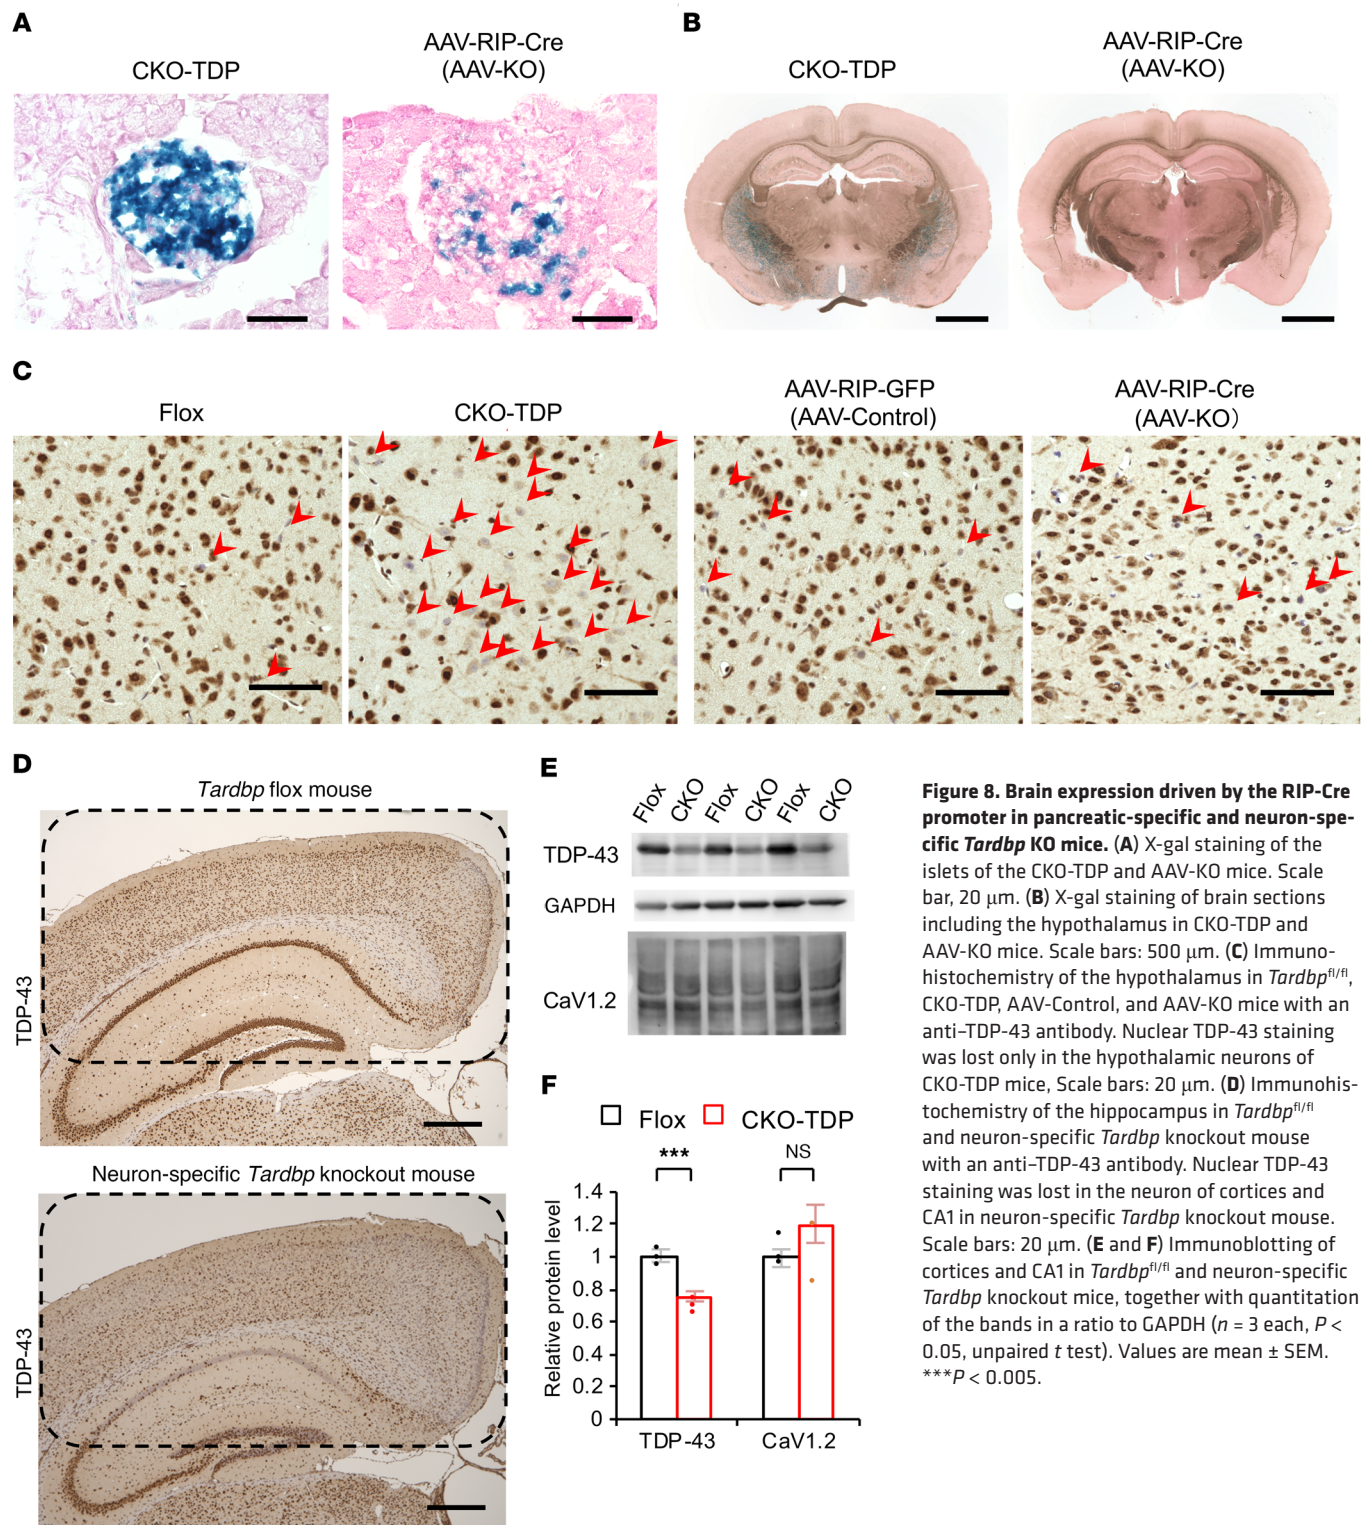 A
CKO-TDP
AAV-RIP-Cre
(AAV-KO)
B
CKO-TDP
AAV-RIP-Cre
(AAV-KO)
C
Flox
CKO-TDP
AAV-RIP-GFP
(AAV-Control)
AAV-RIP-Cre
(AAV-KO)
D
Tardbp flox mouse
TDP-43
Neuron-specific Tardbp knockout mouse
TDP-43
E
Flox CKO Flox CKO Flox CKO
TDP-43
GAPDH
CaV1.2
F
Flox CKO-TDP
*** NS
Relative protein level
1.4
1.2
1
0.8
0.6
0.4
0.2
0
TDP-43 CaV1.2
Figure 8. Brain expression driven by the RIP-Cre
promoter in pancreatic-specific and neuron-spe-
cific Tardbp KO mice. (A) X-gal staining of the
islets of the CKO-TDP and AAV-KO mice. Scale
bar, 20 μm. (B) X-gal staining of brain sections
including the hypothalamus in CKO-TDP and
AAV-KO mice. Scale bars: 500 μm. (C) Immuno-
histochemistry of the hypothalamus in Tardbpfl/fl,
CKO-TDP, AAV-Control, and AAV-KO mice with an
anti–TDP-43 antibody. Nuclear TDP-43 staining
was lost only in the hypothalamic neurons of
CKO-TDP mice, Scale bars: 20 μm. (D) Immunohis-
tochemistry of the hippocampus in Tardbpfl/fl
and neuron-specific Tardbp knockout mouse
with an anti–TDP-43 antibody. Nuclear TDP-43
staining was lost in the neuron of cortices and
CA1 in neuron-specific Tardbp knockout mouse.
Scale bars: 20 μm. (E and F) Immunoblotting of
cortices and CA1 in Tardbpfl/fl and neuron-specific
Tardbp knockout mice, together with quantitation
of the bands in a ratio to GAPDH (n = 3 each, P <
0.05, unpaired t test). Values are mean ± SEM.
***P < 0.005.